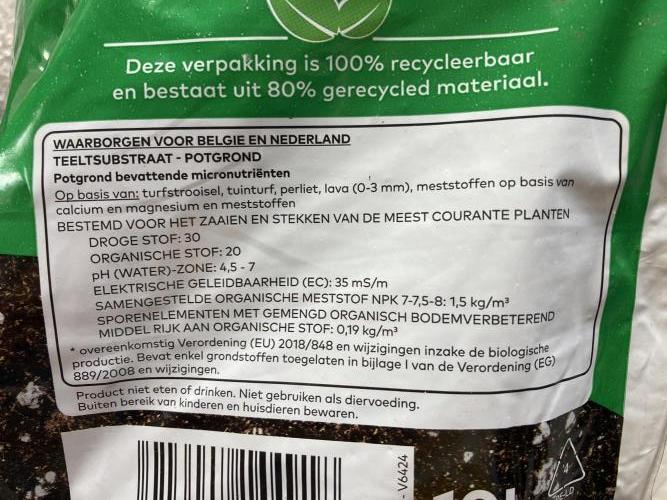 Deze verpakking is 100% recycleerbaar
en bestaat uit 80% gerecycled materiaal.
WAARBORGEN VOOR BELGIE EN NEDERLAND
TEELTSUBSTRAAT - POTGROND
Potgrond bevattende micronutriënten
Op basis van: turfstrooisel, tuinturf, perliet, lava (0-3 mm), meststoffen op basis van
calcium en magnesium en meststoffen
BESTEMD VOOR HET ZAAIEN EN STEKKEN VAN DE MEEST COURANTE PLANTEN
DROGE STOF: 30
ORGANISCHE STOF: 20
pH (WATER)-ZONE: 4,5 - 7
ELEKTRISCHE GELEIDBAARHEID (EC): 35 mS/m
SAMENGESTELDE ORGANISCHE MESTSTOF NPK 7-7,5-8: 1,5 kg/m³
SPORENELEMENTEN MET GEMENGD ORGANISCH BODEMVERBETEREND
MIDDEL RIJK AAN ORGANISCHE STOF: 0,19 kg/m³
* overeenkomstig Verordening (EU) 2018/848 en wijzigingen inzake de biologische
productie. Bevat enkel grondstoffen toegelaten in bijlage I van de Verordening (EG)
889/2008 en wijzigingen.
Product niet eten of drinken. Niet gebruiken als diervoeding.
Buiten bereik van kinderen en huisdieren bewaren.
- V6424
4